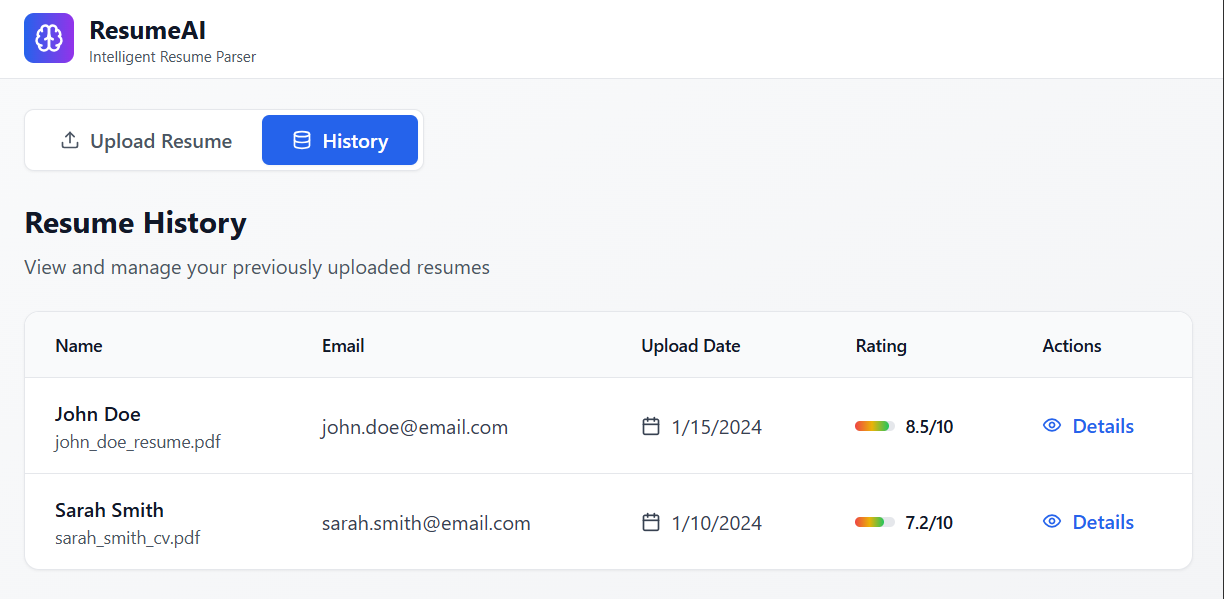 ResumeAI
Intelligent Resume Parser
Upload Resume History
Resume History
View and manage your previously uploaded resumes
Name Email Upload Date Rating Actions
John Doe
john_doe_resume.pdf
john.doe@email.com 1/15/2024 8.5/10 Details
Sarah Smith
sarah_smith_cv.pdf
sarah.smith@email.com 1/10/2024 7.2/10 Details